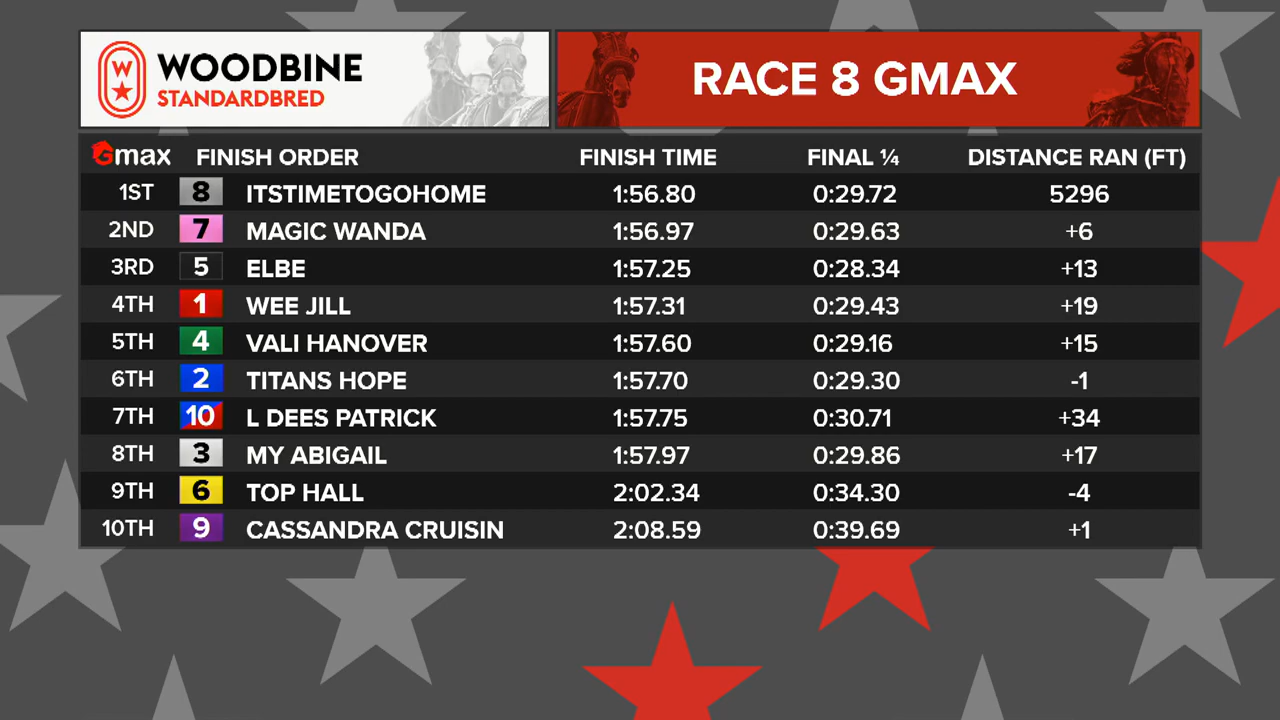 W
WOODBINE
STANDARDBRED
RACE 8 GMAX
Gmax FINISH ORDER FINISH TIME FINAL ¼ DISTANCE RAN (FT)
1ST 8 ITSTIMETOGOHOME 1:56.80 0:29.72 5296
2ND 7 MAGIC WANDA 1:56.97 0:29.63 +6
3RD 5 ELBE 1:57.25 0:28.34 +13
4TH 1 WEE JILL 1:57.31 0:29.43 +19
5TH 4 VALI HANOVER 1:57.60 0:29.16 +15
6TH 2 TITANS HOPE 1:57.70 0:29.30 -1
7TH 10 L DEES PATRICK 1:57.75 0:30.71 +34
8TH 3 MY ABIGAIL 1:57.97 0:29.86 +17
9TH 6 TOP HALL 2:02.34 0:34.30 -4
10TH 9 CASSANDRA CRUISIN 2:08.59 0:39.69 +1